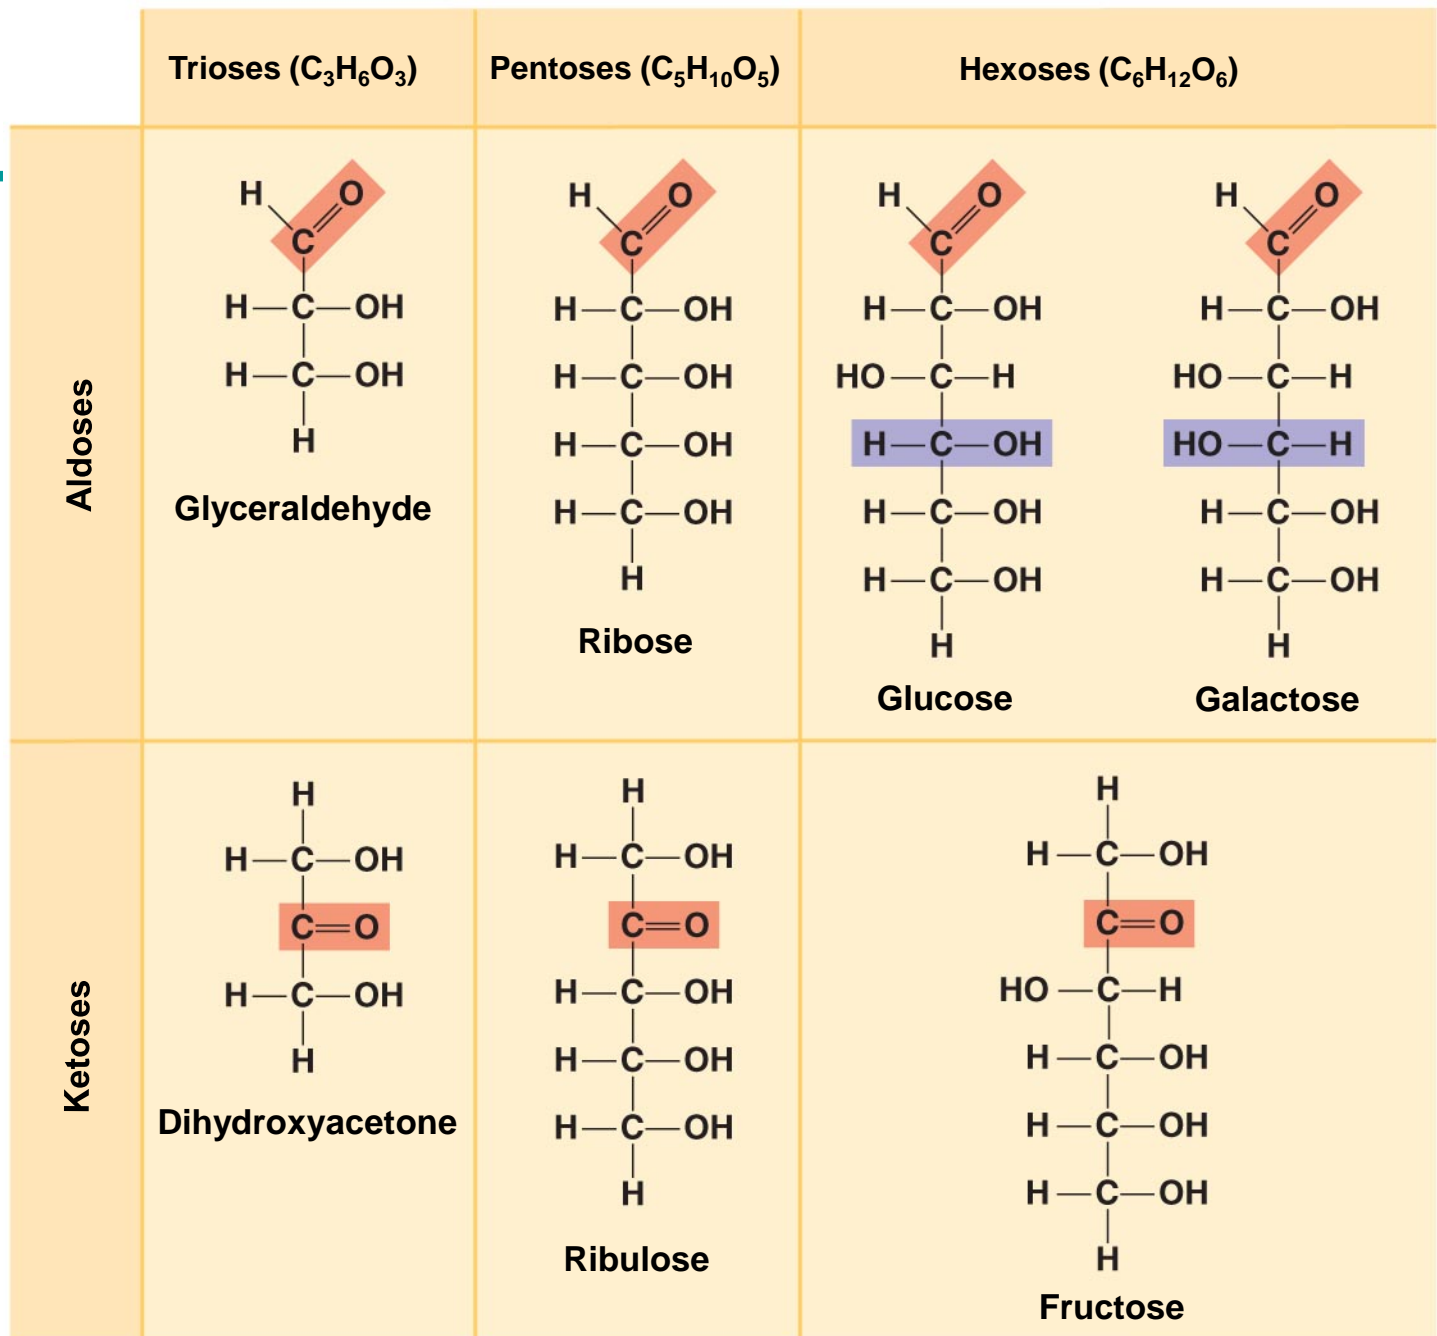 Trioses (C₃H₆O₃)
Pentoses (C₅H₁₀O₅)
Hexoses (C₆H₁₂O₆)
Aldoses
H O
C
H—C—OH
H—C—OH
H
Glyceraldehyde
H O
C
H—C—OH
H—C—OH
H—C—OH
H—C—OH
H
Ribose
H O
C
H—C—OH
HO—C—H
H—C—OH
H—C—OH
H—C—OH
H
Glucose
H O
C
H—C—OH
HO—C—H
HO—C—H
H—C—OH
H—C—OH
H
Galactose
Ketoses
H
H—C—OH
C=O
H—C—OH
H
Dihydroxyacetone
H
H—C—OH
C=O
H—C—OH
H—C—OH
H—C—OH
H
Ribulose
H
H—C—OH
C=O
HO—C—H
H—C—OH
H—C—OH
H—C—OH
H
Fructose